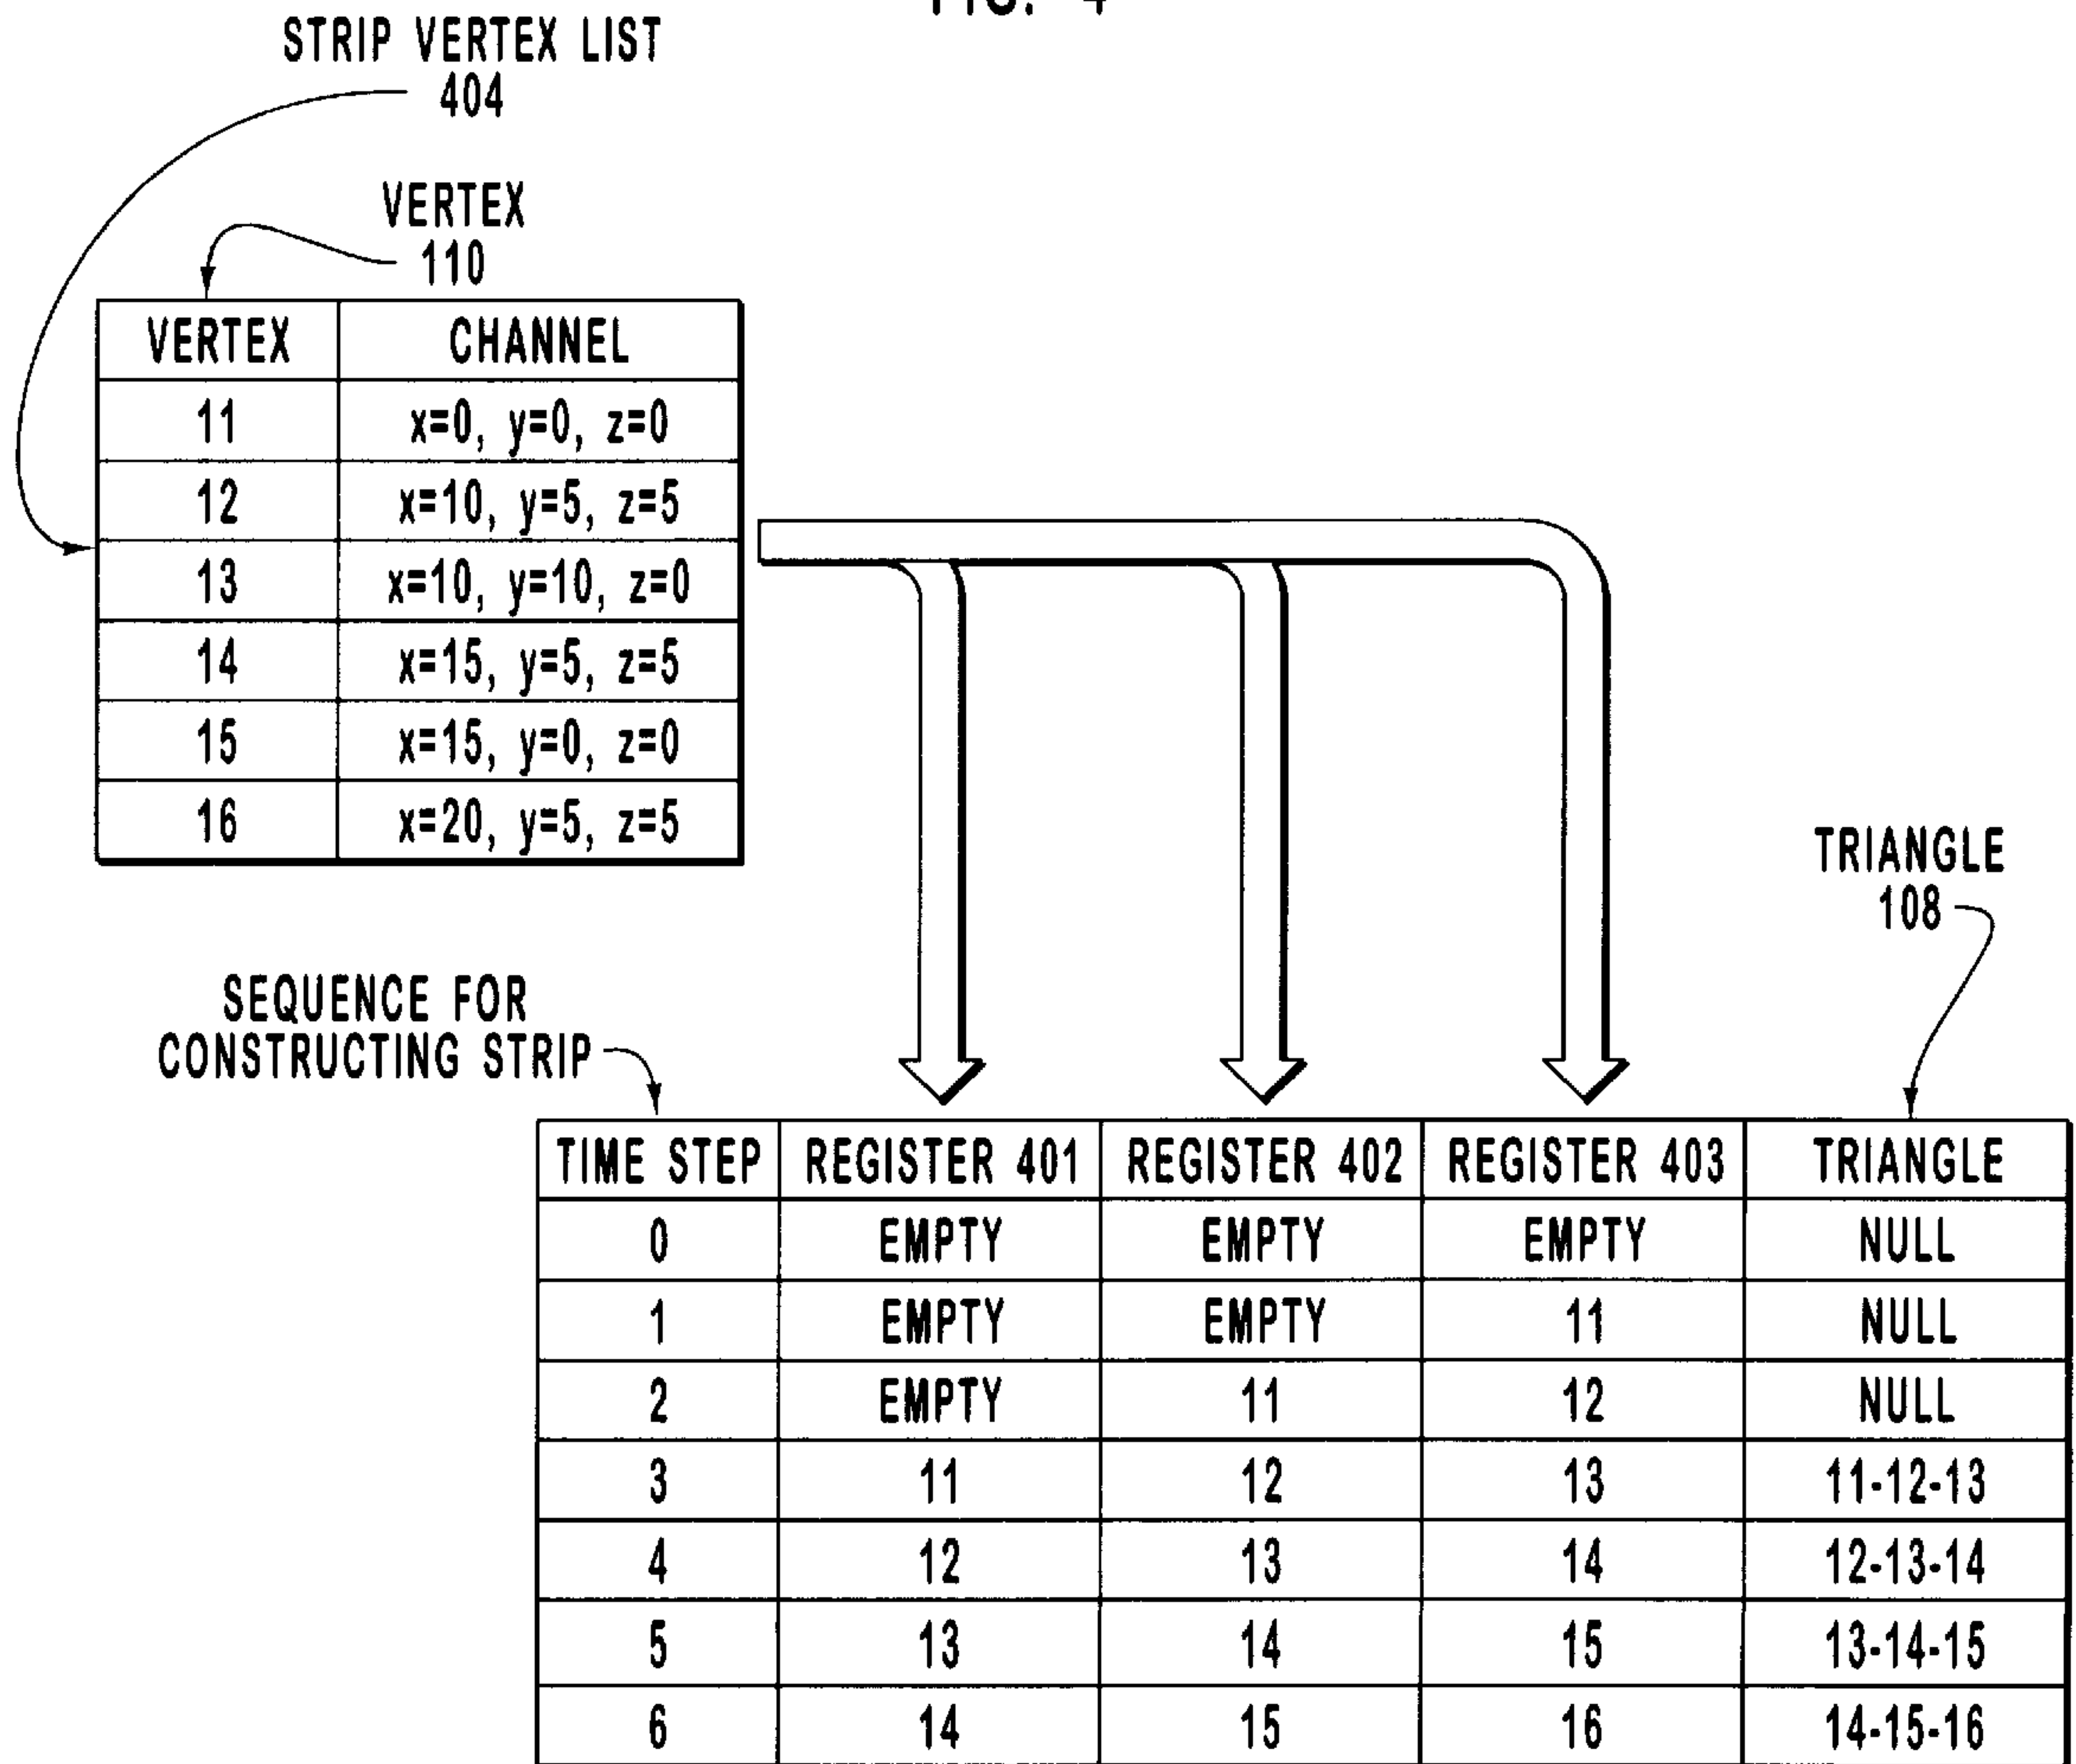 FIG. 4
STRIP VERTEX LIST
404
VERTEX
110
VERTEX CHANNEL
11 x=0, y=0, z=0
12 x=10, y=5, z=5
13 x=10, y=10, z=0
14 x=15, y=5, z=5
15 x=15, y=0, z=0
16 x=20, y=5, z=5
TRIANGLE
108
SEQUENCE FOR
CONSTRUCTING STRIP
TIME STEP REGISTER 401 REGISTER 402 REGISTER 403 TRIANGLE
0 EMPTY EMPTY EMPTY NULL
1 EMPTY EMPTY 11 NULL
2 EMPTY 11 12 NULL
3 11 12 13 11-12-13
4 12 13 14 12-13-14
5 13 14 15 13-14-15
6 14 15 16 14-15-16